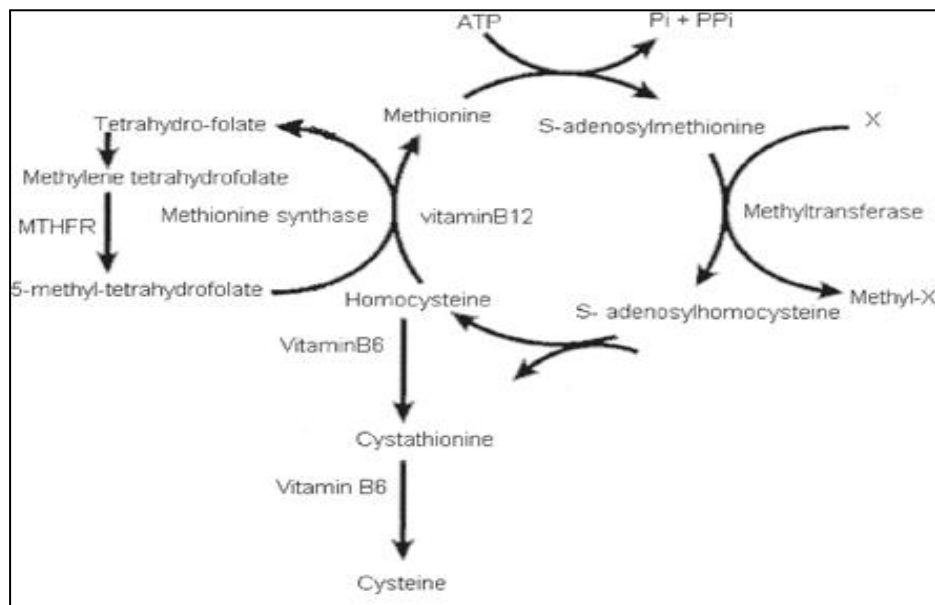 ATP
Pi + PPi
Methionine
Tetrahydro-folate
S-adenosylmethionine
X
Methylene tetrahydrofolate
MTHFR
Methionine synthase
vitaminB12
Methyltransferase
5-methyl-tetrahydrofolate
Homocysteine
S- adenosylhomocysteine
Methyl-X
VitaminB6
Cystathionine
Vitamin B6
Cysteine